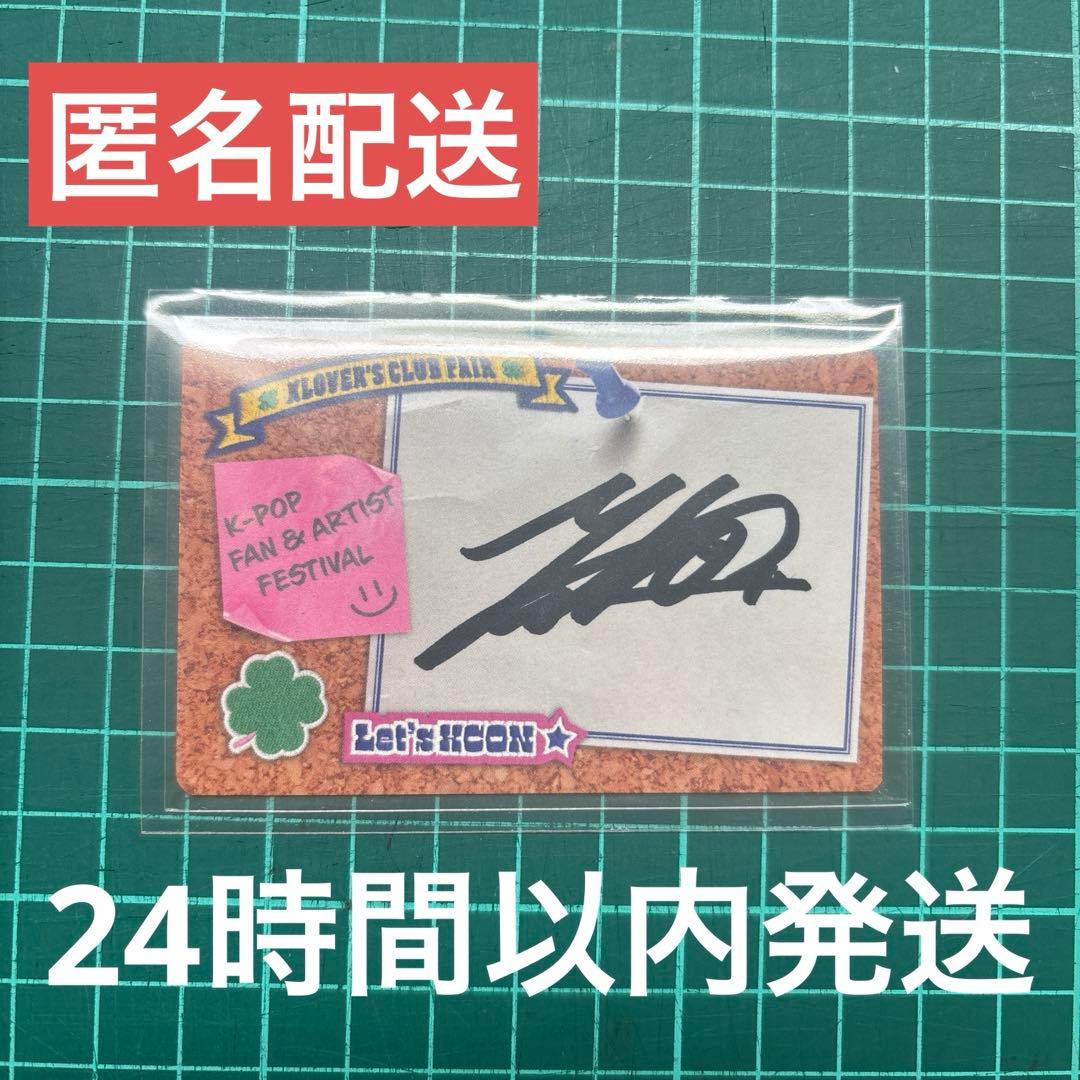 匿名配送
KLOVER'S CLUB FAIR
K-POP
FAN & ARTIST
FESTIVAL
Let's KCON
24時間以内発送